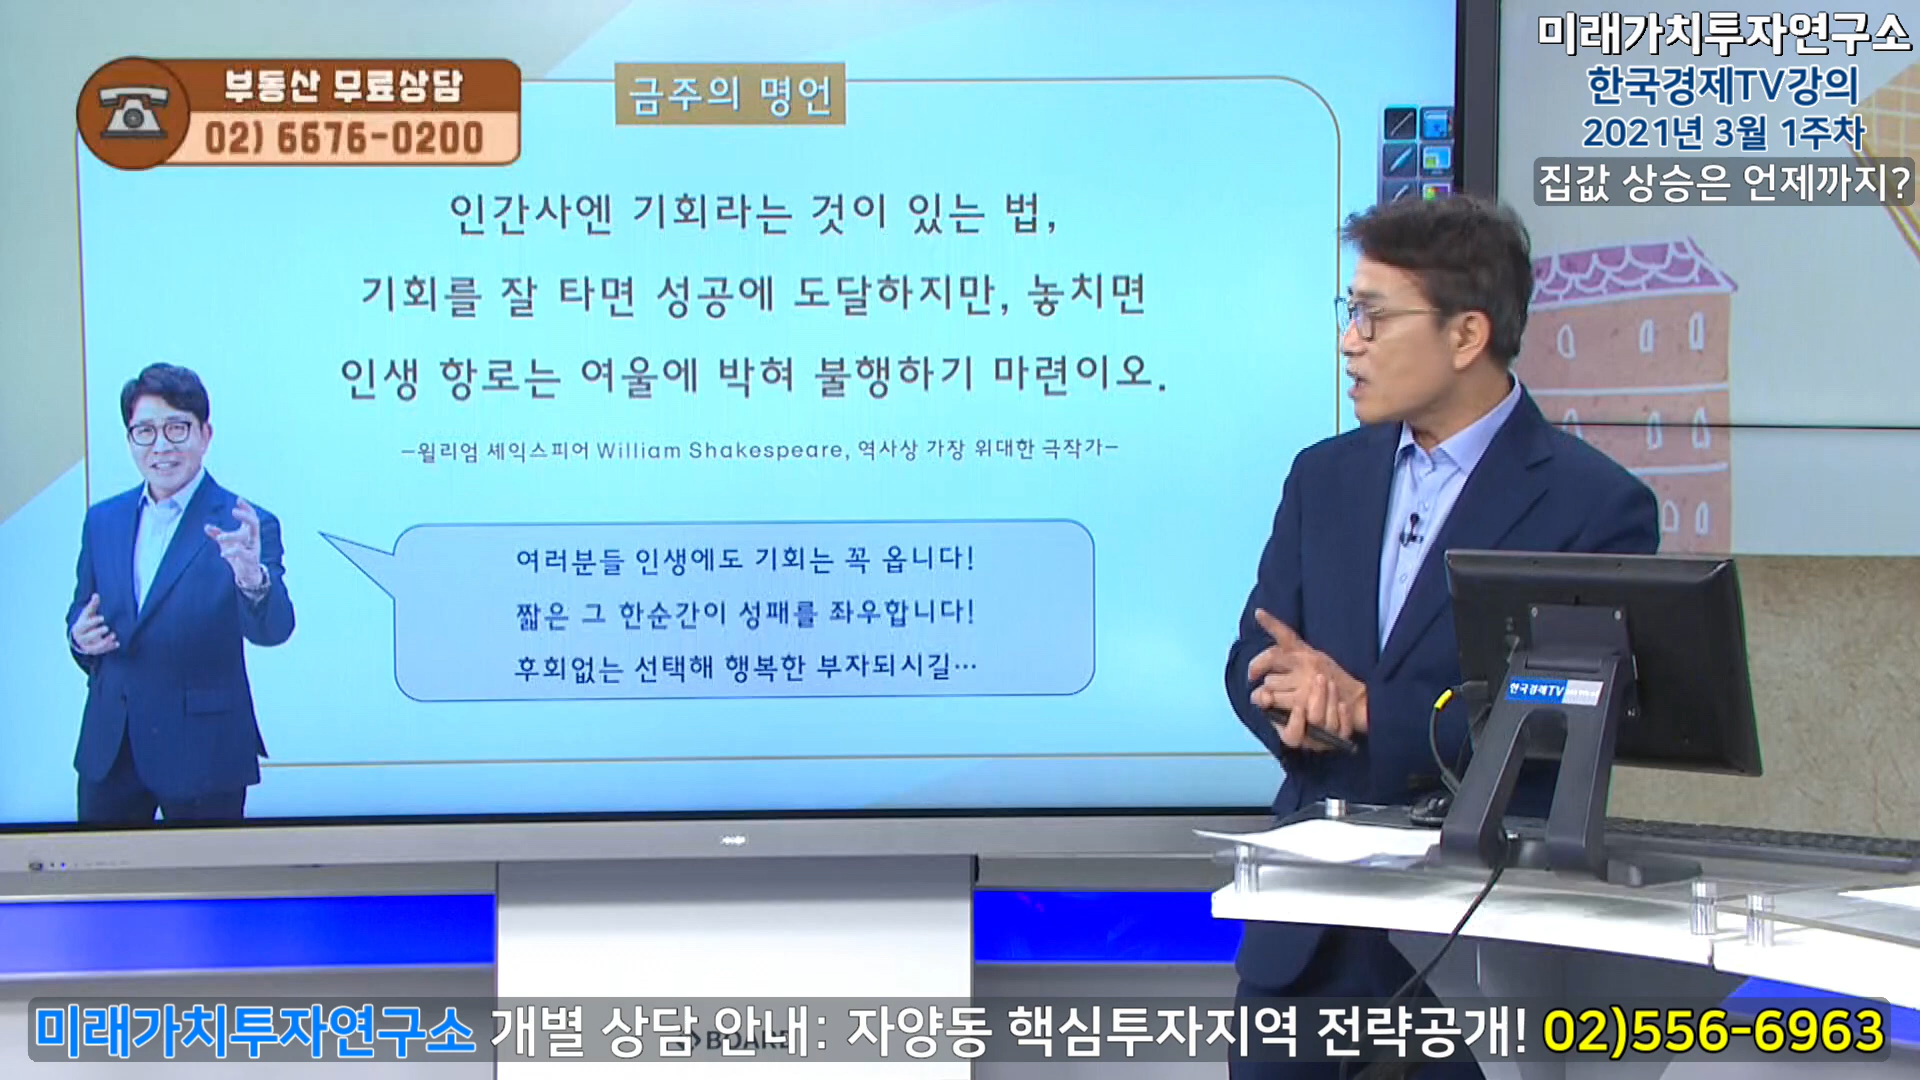 미래가치투자연구소
한국경제TV강의
2021년 3월 1주차
집값 상승은 언제까지?
부동산 무료상담
02) 6676-0200
금주의 명언
인간사엔 기회라는 것이 있는 법,
기회를 잘 타면 성공에 도달하지만, 놓치면
인생 항로는 여울에 박혀 불행하기 마련이오.
-윌리엄 셰익스피어 William Shakespeare, 역사상 가장 위대한 극작가-
여러분들 인생에도 기회는 꼭 옵니다!
짧은 그 한순간이 성패를 좌우합니다!
후회없는 선택해 행복한 부자되시길…
한국경제TV
미래가치투자연구소 개별 상담 안내: 자양동 핵심투자지역 전략공개! 02)556-6963